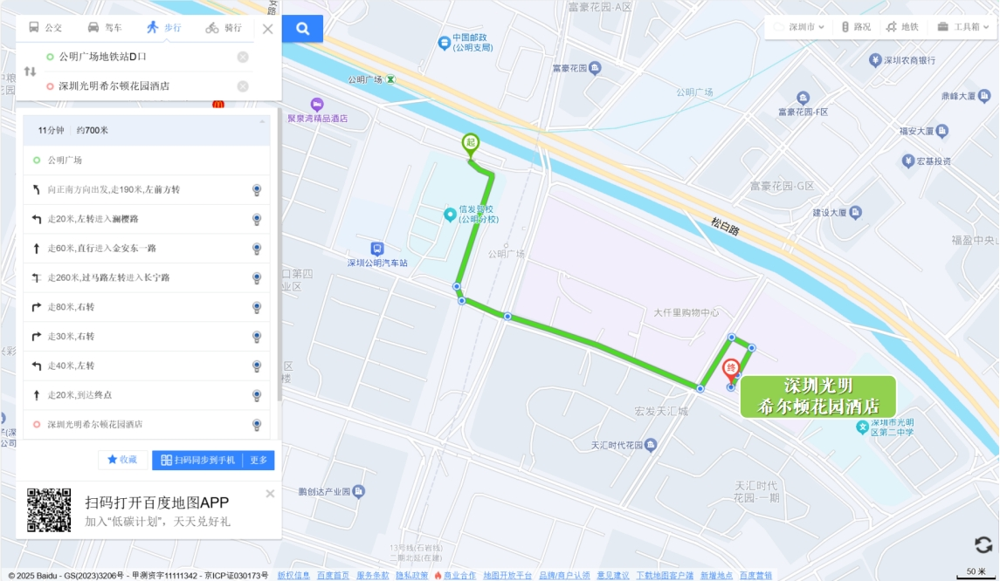 公交
驾车
步行
骑行
公明广场地铁站D口
深圳光明希尔顿花园酒店
11分钟 约700米
公明广场
向正南方向出发,走190米,左前方转
走20米,左转进入澜樱路
走60米,直行进入金安东一路
走260米,过马路左转进入长宁路
走80米,右转
走30米,右转
走40米,左转
走20米,到达终点
深圳光明希尔顿花园酒店
收藏
扫码同步到手机
更多
扫码打开百度地图APP
加入“低碳计划”，天天兑好礼
深圳市
路况
地铁
工具箱
富豪花园-A区
中国邮政
(公明支局)
富豪花园
公明广场
公明广场
深圳农商银行
鼎峰大厦
富豪花园-F区
福安大厦
宏基投资
聚泉湾精品酒店
起
富豪花园-G区
建设大厦
松白路
福盈中央山
信发驾校
(公明分校)
深圳公明汽车站
公明广场
口第四
业区
大仟里购物中心
终
深圳光明
希尔顿花园酒店
宏发天汇城
深圳市光明
区第二中学
天汇时代花园
天汇时代
花园-一期
鹏创达产业园
13号线(石岩线)
二期北延(在建)
50 米
© 2025 Baidu - GS(2023)3206号 - 甲测资字11111342 - 京ICP证030173号 版权信息 百度首页 服务条款 隐私政策 商业合作 地图开放平台 品牌/商户认领 意见建议 下载地图客户端 新增地点 百度营销